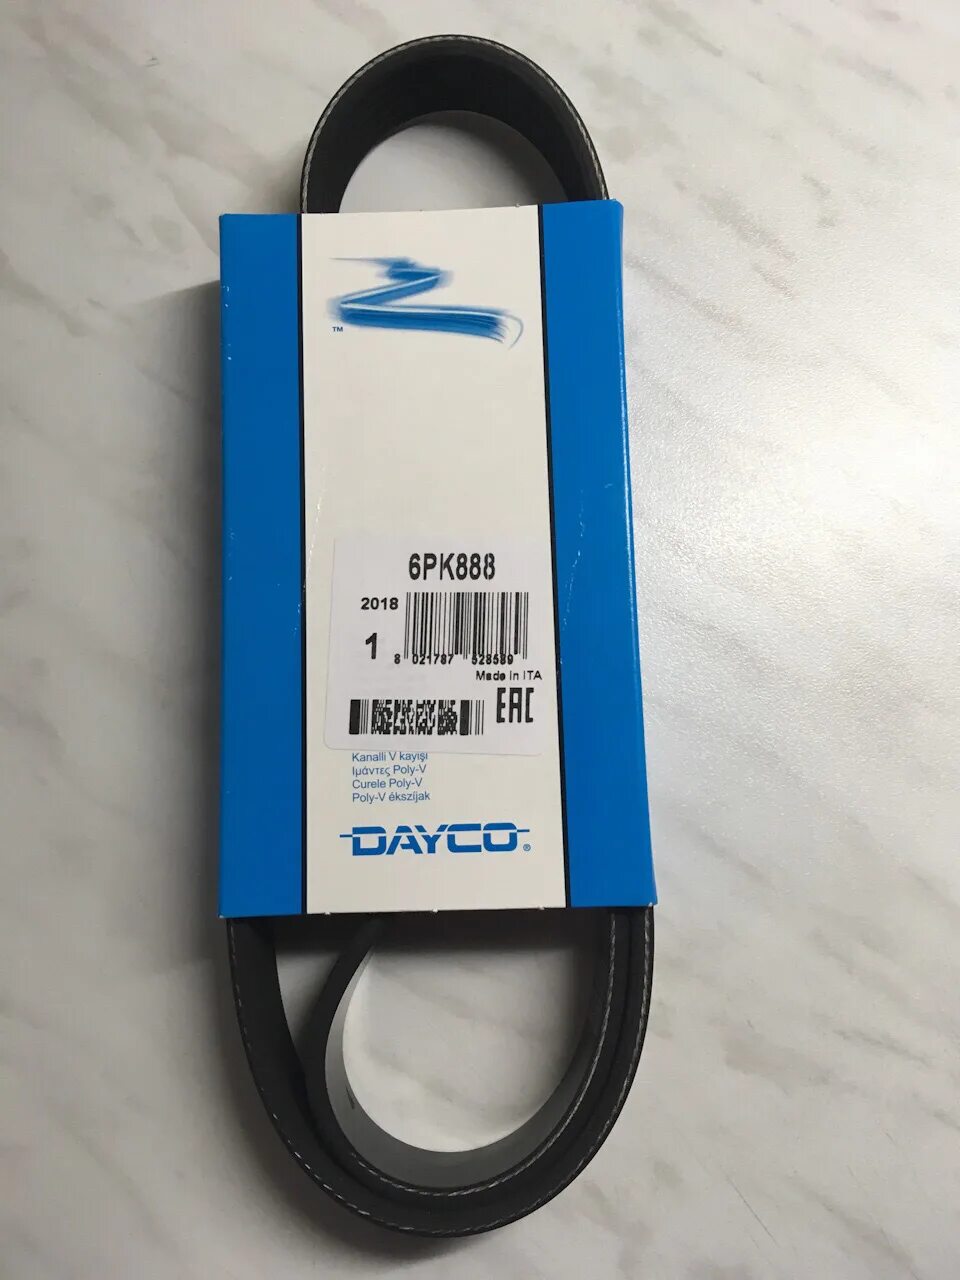 TM
6PK888
2018
1
8 021787 528589
Made in ITA
EAC
Kanalli V kayışı
Ιμάντες Poly-V
Curele Poly-V
Poly-V ékszíjak
DAYCO®